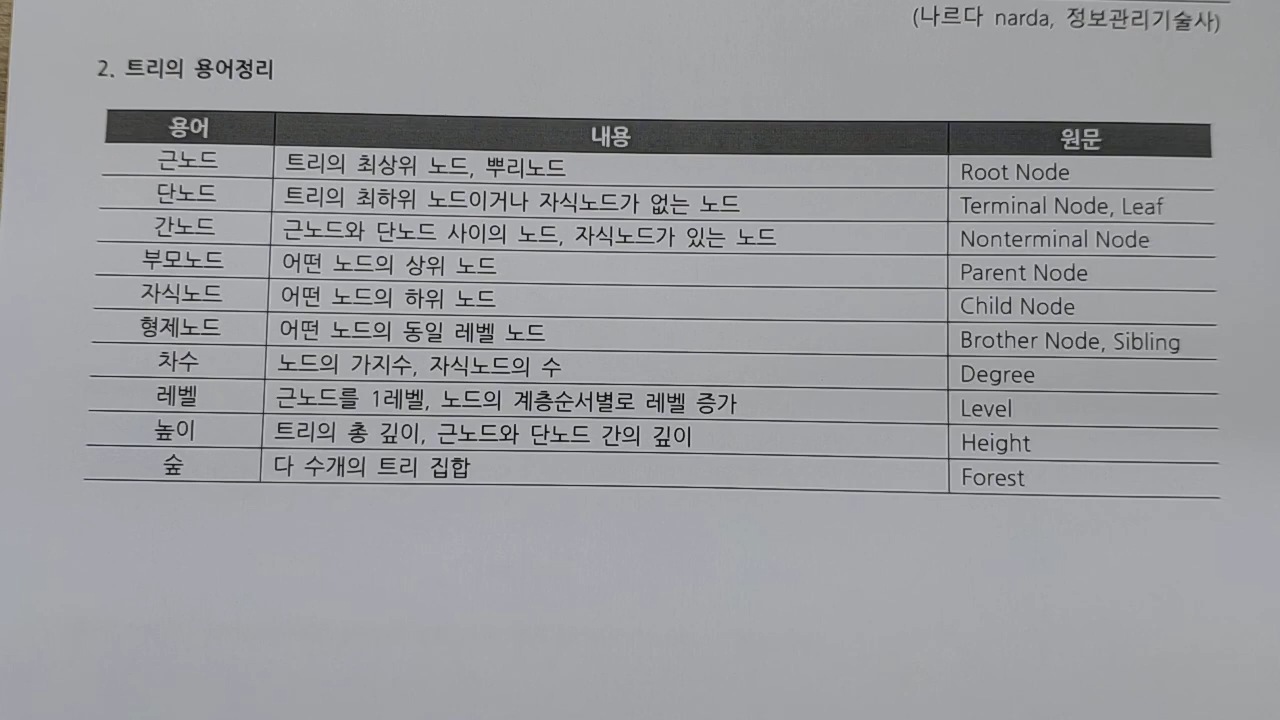 (나르다 narda, 정보관리기술사)
2. 트리의 용어정리
용어 내용 원문
근노드 트리의 최상위 노드, 뿌리노드 Root Node
단노드 트리의 최하위 노드이거나 자식노드가 없는 노드 Terminal Node, Leaf
간노드 근노드와 단노드 사이의 노드, 자식노드가 있는 노드 Nonterminal Node
부모노드 어떤 노드의 상위 노드 Parent Node
자식노드 어떤 노드의 하위 노드 Child Node
형제노드 어떤 노드의 동일 레벨 노드 Brother Node, Sibling
차수 노드의 가지수, 자식노드의 수 Degree
레벨 근노드를 1레벨, 노드의 계층순서별로 레벨 증가 Level
높이 트리의 총 깊이, 근노드와 단노드 간의 깊이 Height
숲 다 수개의 트리 집합 Forest